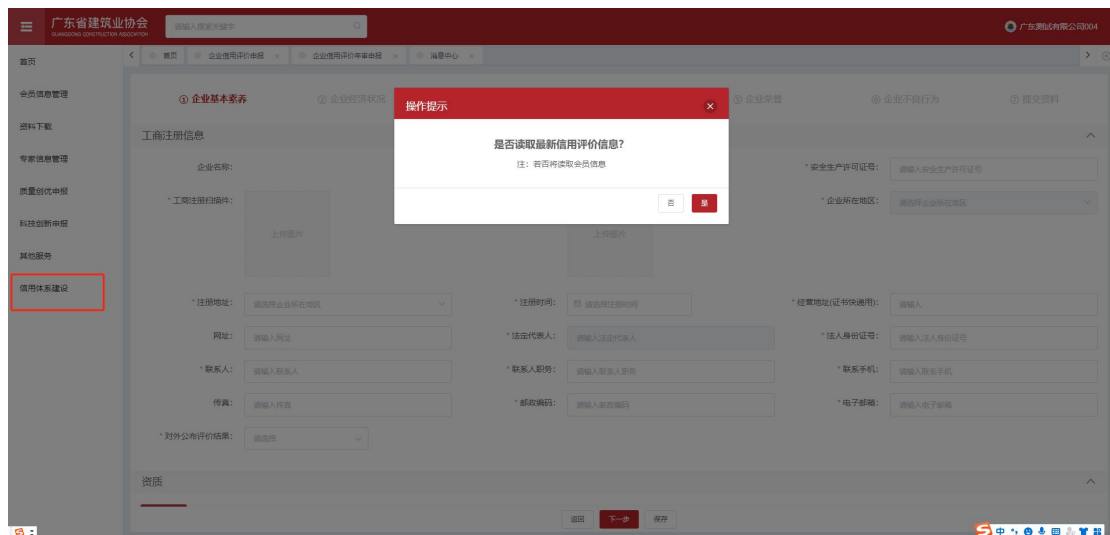 广东省建筑业协会
GUANGDONG CONSTRUCTION ASSOCIATION
请输入搜索关键字
广东测试有限公司004
首页
首页
企业信用评价申报 ×
企业信用评价年审申报 ×
消息中心 ×
会员信息管理
资料下载
专家信息管理
质量创优申报
科技创新申报
其他服务
信用体系建设
① 企业基本素养
② 企业经济状况
⑤ 企业荣誉
⑥ 企业不良行为
⑦ 提交资料
操作提示
是否读取最新信用评价信息?
注：若否将读取会员信息
否
是
工商注册信息
企业名称:
*安全生产许可证号:
请输入安全生产许可证号
*工商注册扫描件:
上传图片
上传图片
*企业所在地区:
请选择企业所在地区
*注册地址:
请选择企业所在地区
*注册时间:
请选择注册时间
*经营地址(证书快递用):
请输入
网址:
请输入网址
*法定代表人:
请输入法定代表人
*法人身份证号:
请输入法人身份证号
*联系人:
请输入联系人
*联系人职务:
请输入联系人职务
*联系手机:
请输入联系手机
传真:
请输入传真
*邮政编码:
请输入邮政编码
*电子邮箱:
请输入电子邮箱
*对外公布评价结果:
请选择
资质
返回
下一步
保存
中